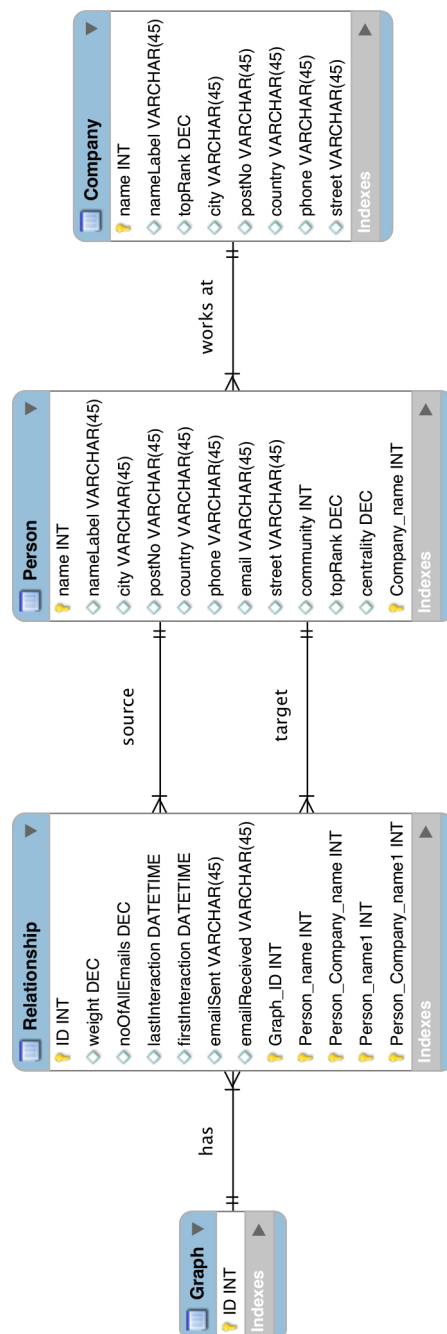 Graph
ID INT
Indexes
has
Relationship
ID INT
weight DEC
noOfAllEmails DEC
lastInteraction DATETIME
firstInteraction DATETIME
emailSent VARCHAR(45)
emailReceived VARCHAR(45)
Graph_ID INT
Person_name INT
Person_Company_name INT
Person_name1 INT
Person_Company_name1 INT
Indexes
source
target
Person
name INT
nameLabel VARCHAR(45)
city VARCHAR(45)
postNo VARCHAR(45)
country VARCHAR(45)
phone VARCHAR(45)
email VARCHAR(45)
street VARCHAR(45)
community INT
topRank DEC
centrality DEC
Company_name INT
Indexes
works at
Company
name INT
nameLabel VARCHAR(45)
topRank DEC
city VARCHAR(45)
postNo VARCHAR(45)
country VARCHAR(45)
phone VARCHAR(45)
street VARCHAR(45)
Indexes